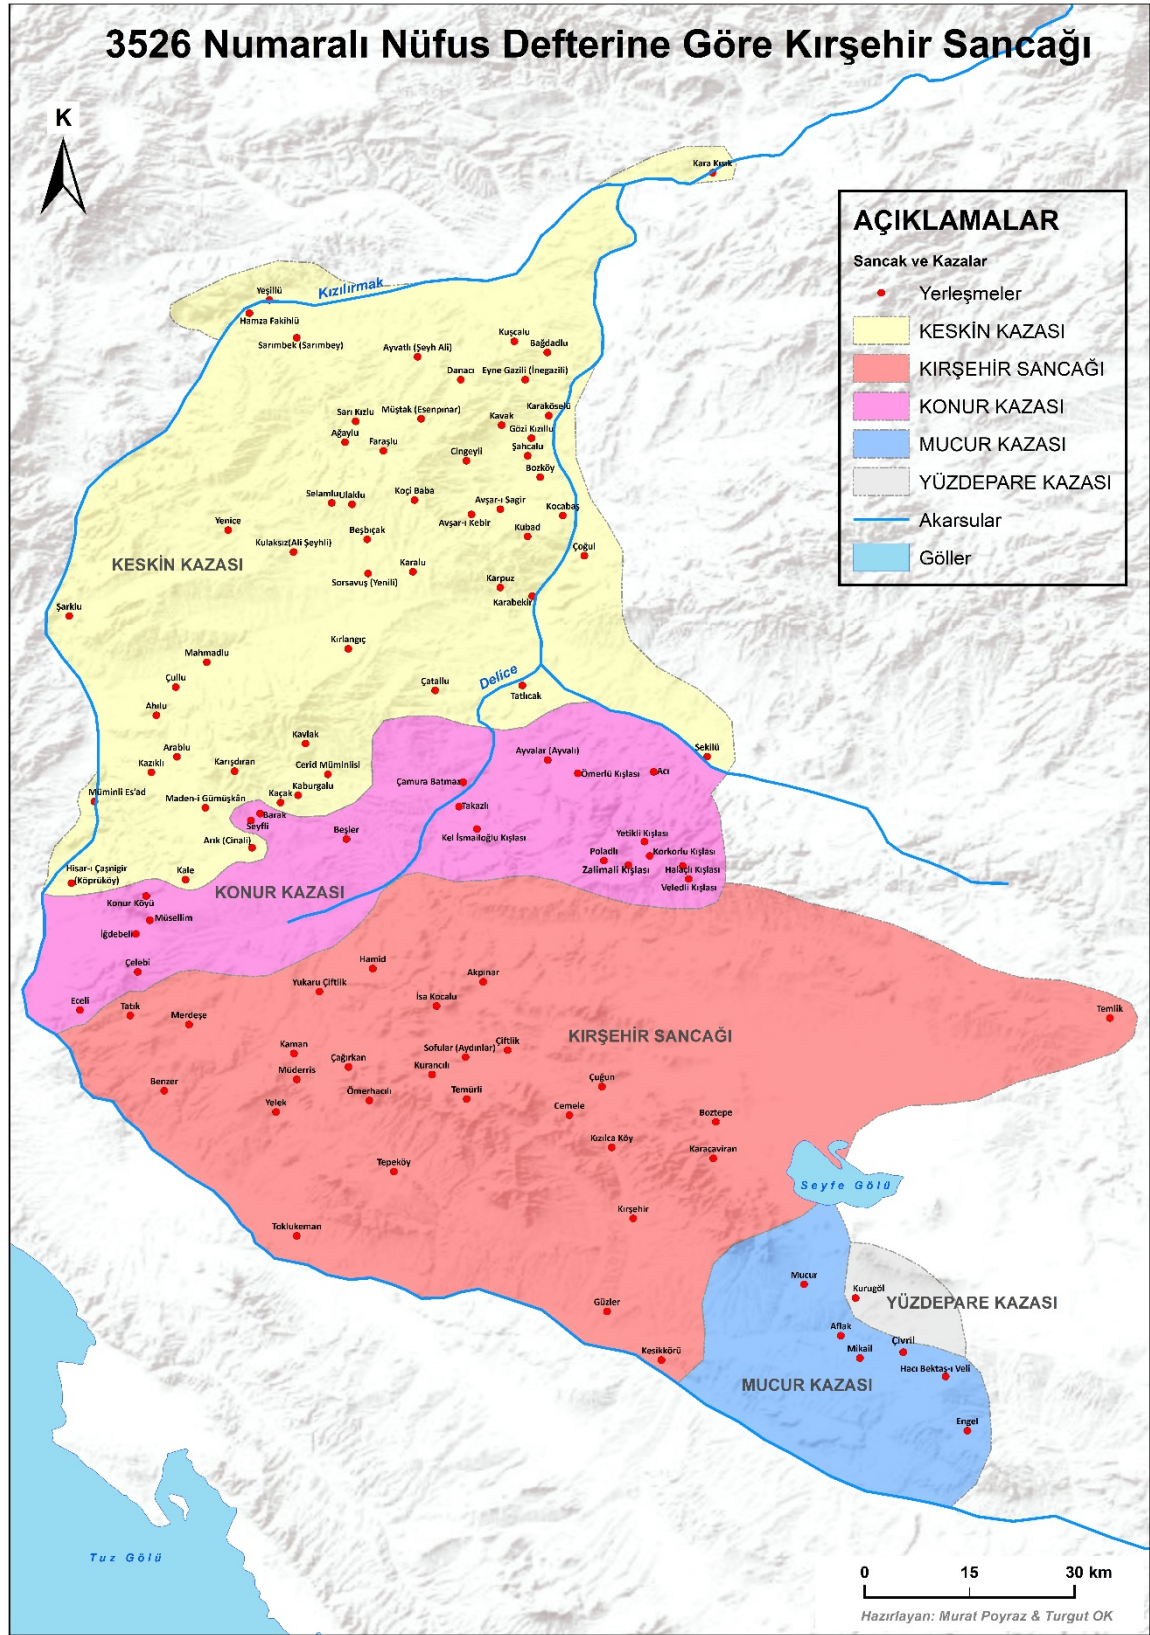 3526 Numaralı Nüfus Defterine Göre Kırşehir Sancağı
K
Kara Kısık
AÇIKLAMALAR
Sancak ve Kazalar
Yerleşmeler
KESKİN KAZASI
KIRŞEHİR SANCAĞI
KONUR KAZASI
MUCUR KAZASI
YÜZDEPARE KAZASI
Akarsular
Göller
Yeşillü
Kızılırmak
Hamza Fakihlü
Sarımbek (Sarımbey)
Kuşcalu
Bağdadlu
Ayvatlı (Şeyh Ali)
Danacı
Eyne Gazili (İnegazili)
Sarı Kızlu
Müştak (Esenpınar)
Kavak
Karaköselü
Ağaylu
Faraşlu
Gözi Kızıllu
Şahcalu
Cingeyli
Bozköy
Selamlu
Ulaklu
Koçi Baba
Avşar-ı Sagir
Kocabaş
Avşar-ı Kebir
Yenice
Beşbıçak
Kubad
Kulaksız(Ali Şeyhli)
Çoğul
KESKİN KAZASI
Sorsavuş (Yenili)
Karalu
Karpuz
Karabekir
Şarklu
Kırlangıç
Mahmadlu
Çullu
Çatallu
Delice
Tatlıcak
Ahılu
Kavlak
Arablu
Sekilü
Kazıklı
Karışdıran
Cerid Müminlisi
Ayvalar (Ayvalı)
Ömerlü Kışlası
Acı
Çamura Batmaz
Müminli Es'ad
Maden-i Gümüşkân
Kaçak
Kaburgalu
Takazlı
Barak
Seyfli
Beşler
Kel İsmailoğlu Kışlası
Arık (Cinali)
Yetikli Kışlası
Poladlı
Korkorlu Kışlası
Zalimali Kışlası
Halaçlı Kışlası
Veledli Kışlası
Hisar-ı Çaşnigir
(Köprüköy)
Kale
KONUR KAZASI
Konur Köyü
Müsellim
İğdebeli
Çelebi
Hamid
Akpınar
Yukaru Çiftlik
İsa Kocalu
Eceli
Tatık
Merdeşe
Temlik
KIRŞEHİR SANCAĞI
Kaman
Çağırkan
Sofular (Aydınlar)
Çiftlik
Müderris
Kurancılı
Benzer
Ömerhacılı
Temürli
Çuğun
Yelek
Cemele
Boztepe
Kızılca Köy
Karacaviran
Tepeköy
Seyfe Gölü
Kırşehir
Toklukeman
Mucur
Kurugöl
YÜZDEPARE KAZASI
Güzler
Aflak
Çivril
Kesikkörü
Mikail
Hacı Bektaş-ı Veli
MUCUR KAZASI
Engel
Tuz Gölü
0 15 30 km
Hazırlayan: Murat Poyraz & Turgut OK